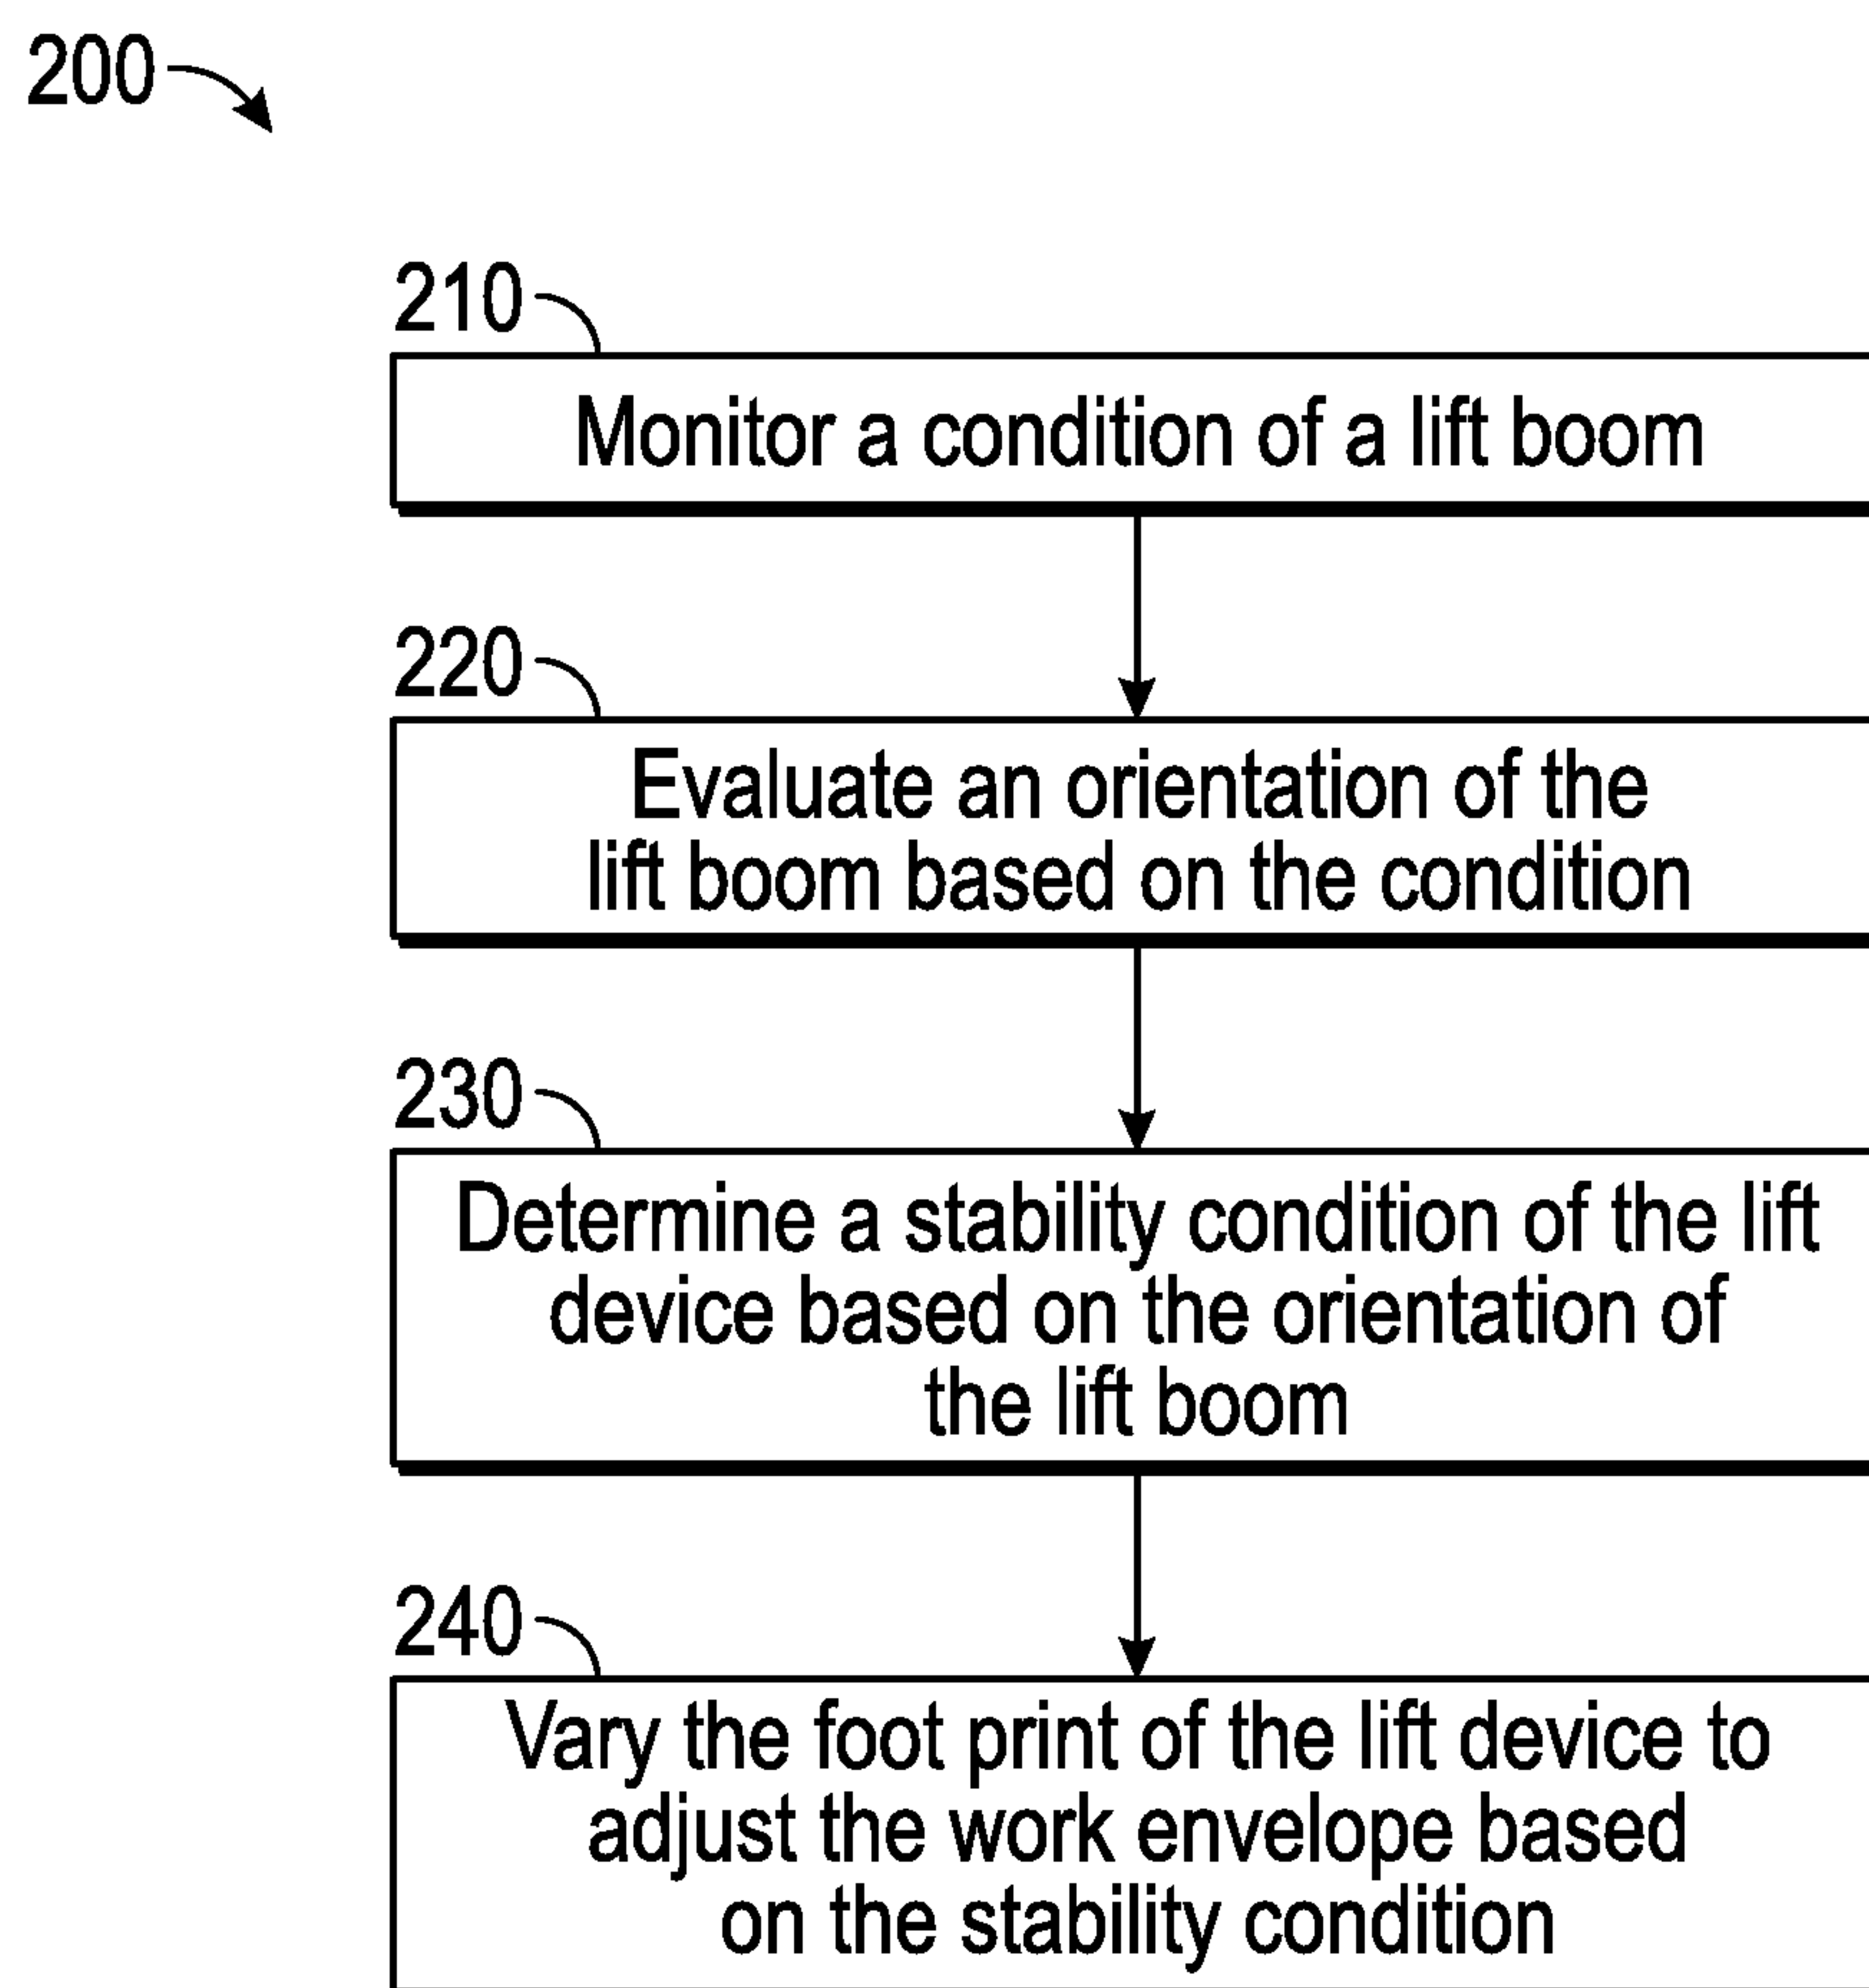 200
210
Monitor a condition of a lift boom
220
Evaluate an orientation of the
lift boom based on the condition
230
Determine a stability condition of the lift
device based on the orientation of
the lift boom
240
Vary the foot print of the lift device to
adjust the work envelope based
on the stability condition